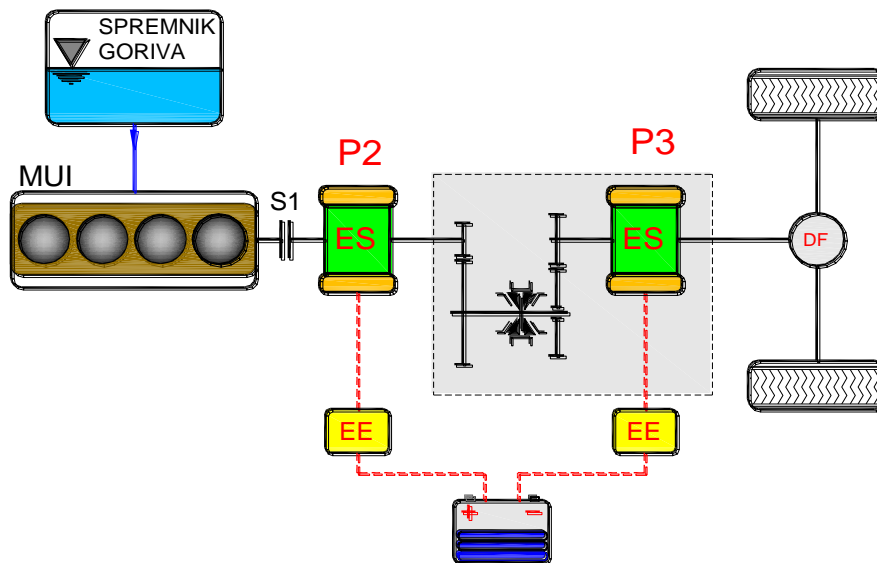 SPREMNIK
GORIVA
MUI
S1
P2
P3
ES
ES
DF
EE
EE
+ −